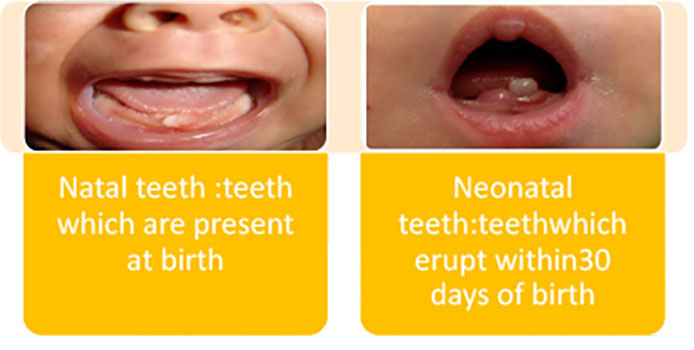 Natal teeth :teeth
which are present
at birth
Neonatal
teeth:teethwhich
erupt within30
days of birth